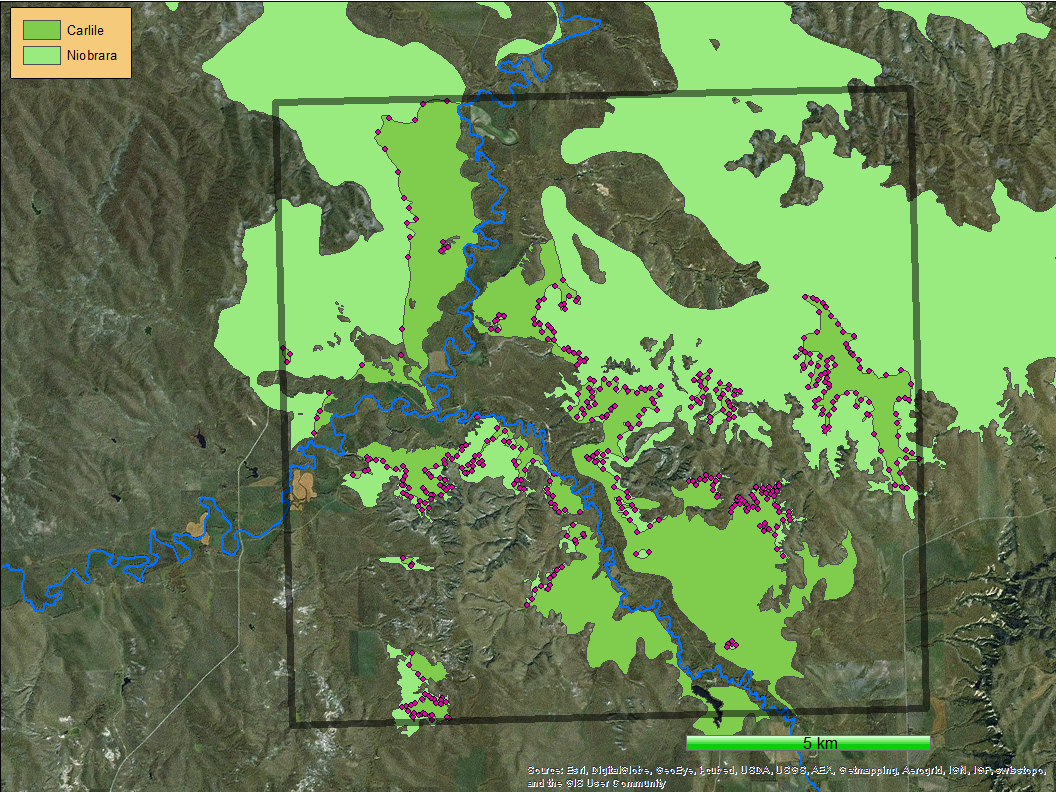 Carlile
Niobrara
5 km
Source: Esri, DigitalGlobe, GeoEye, i-cubed, USDA, USGS, AEX, Getmapping, Aerogrid, IGN, IGP, swisstopo,
and the GIS User Community